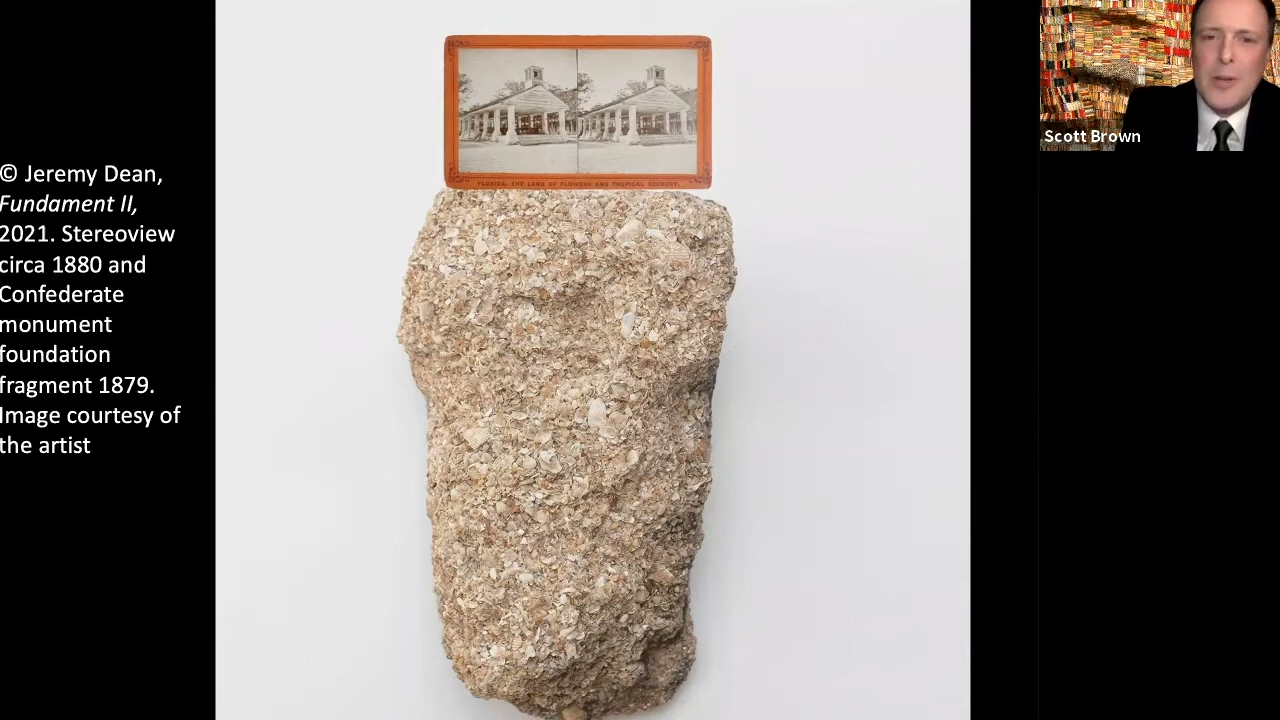 © Jeremy Dean,
Fundament II,
2021. Stereoview
circa 1880 and
Confederate
monument
foundation
fragment 1879.
Image courtesy of
the artist
FLORIDA, THE LAND OF FLOWERS AND TROPICAL SCENERY.
Scott Brown